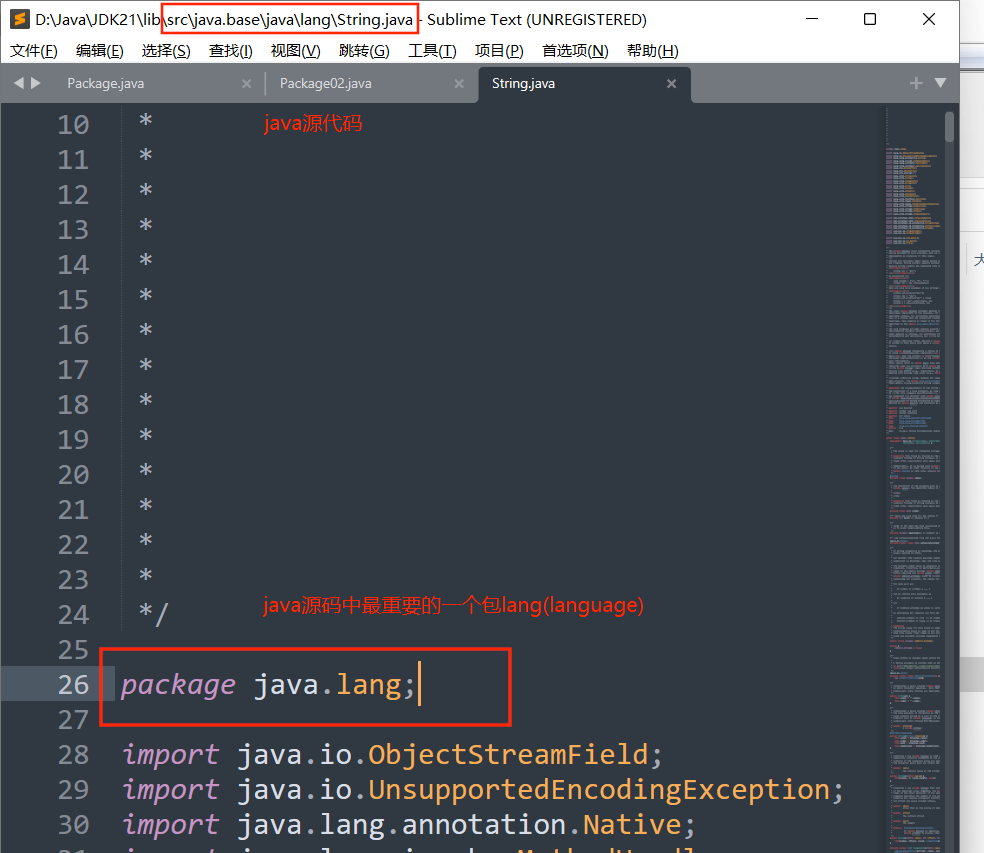 D:\Java\JDK21\lib\src\java.base\java\lang\String.java - Sublime Text (UNREGISTERED)
文件(F) 编辑(E) 选择(S) 查找(I) 视图(V) 跳转(G) 工具(T) 项目(P) 首选项(N) 帮助(H)
Package.java Package02.java String.java
10 * java源代码
11 *
12 *
13 *
14 *
15 *
16 *
17 *
18 *
19 *
20 *
21 *
22 *
23 *
24 */ java源码中最重要的一个包lang(language)
25
26 package java.lang;
27
28 import java.io.ObjectStreamField;
29 import java.io.UnsupportedEncodingException;
30 import java.lang.annotation.Native;